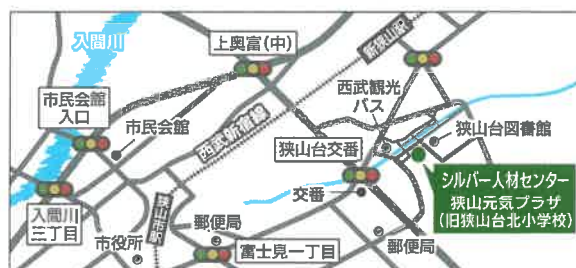 入間川
上奥富(中)
新狭山駅
市民会館
入口
市民会館
西武新宿線
西武観光
バス
狭山台図書館
狭山台交番
シルバー人材センター
狭山元気プラザ
(旧狭山台北小学校)
交番
入間川
三丁目
狭山市駅
市役所
郵便局
富士見一丁目
郵便局